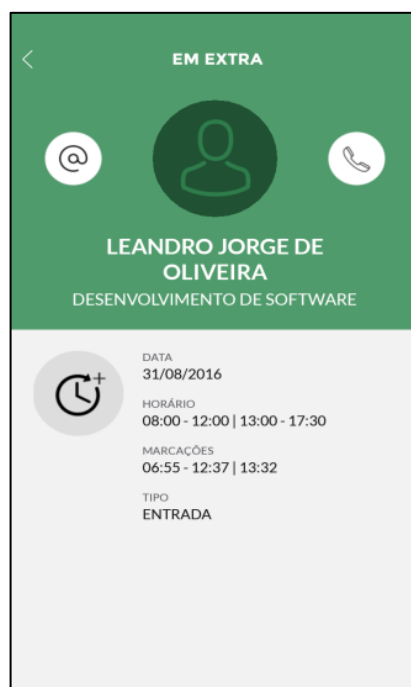 EM EXTRA
@
LEANDRO JORGE DE
OLIVEIRA
DESENVOLVIMENTO DE SOFTWARE
DATA
31/08/2016
HORÁRIO
08:00 - 12:00 | 13:00 - 17:30
MARCAÇÕES
06:55 - 12:37 | 13:32
TIPO
ENTRADA